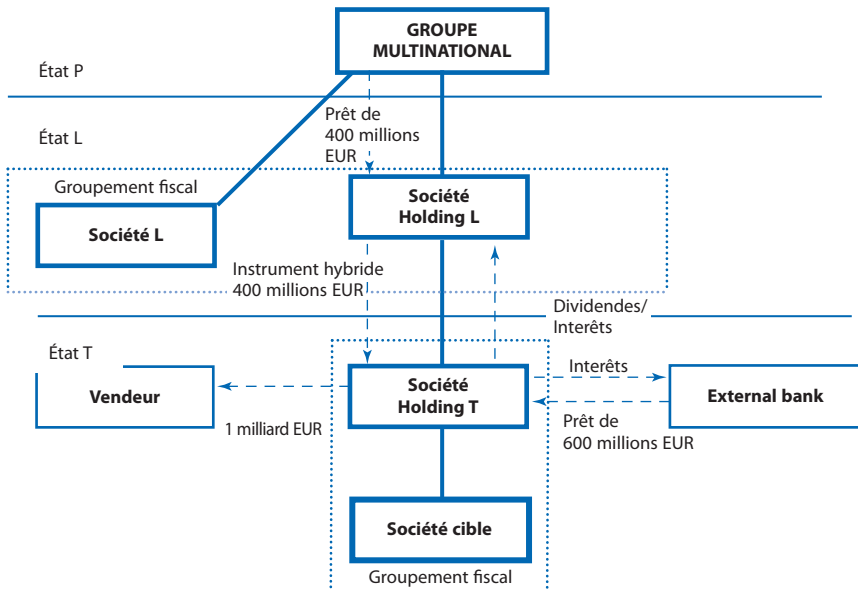 GROUPE
MULTINATIONAL
État P
Prêt de
400 millions
EUR
État L
Groupement fiscal
Société L
Société
Holding L
Instrument hybride
400 millions EUR
Dividendes/
Interêts
État T
Vendeur
1 milliard EUR
Société
Holding T
Interêts
External bank
Prêt de
600 millions EUR
Société cible
Groupement fiscal